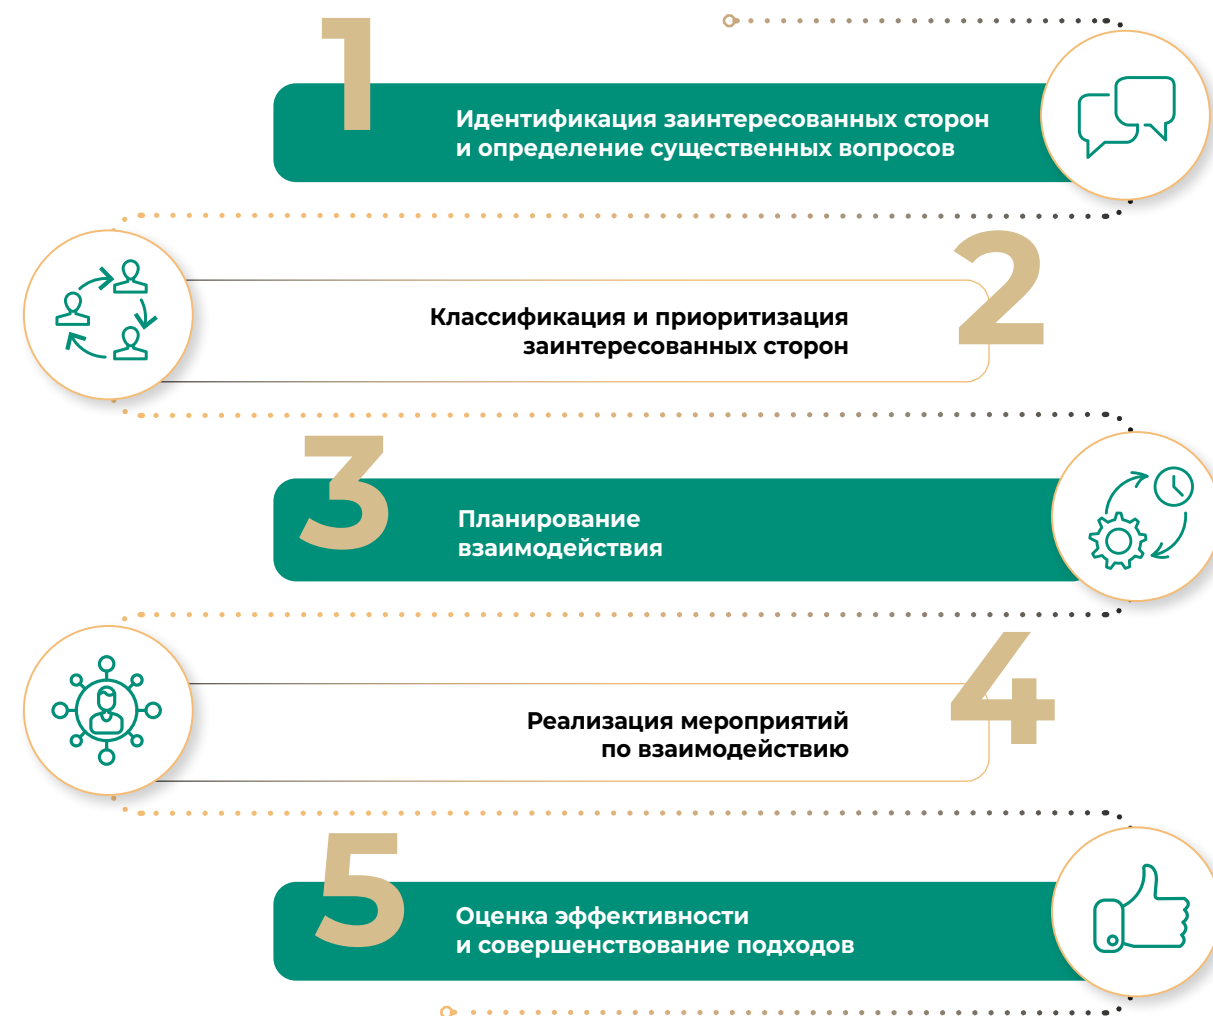 1
Идентификация заинтересованных сторон
и определение существенных вопросов
2
Классификация и приоритизация
заинтересованных сторон
3
Планирование
взаимодействия
4
Реализация мероприятий
по взаимодействию
5
Оценка эффективности
и совершенствование подходов